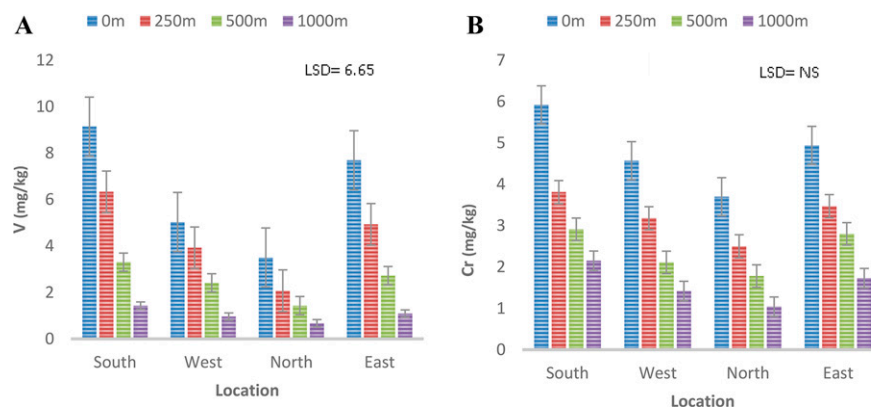 A
0m 250m 500m 1000m
LSD= 6.65
12
10
8
6
4
2
0
V (mg/kg)
South West North East
Location
B
0m 250m 500m 1000m
LSD= NS
7
6
5
4
3
2
1
0
Cr (mg/kg)
South West North East
Location